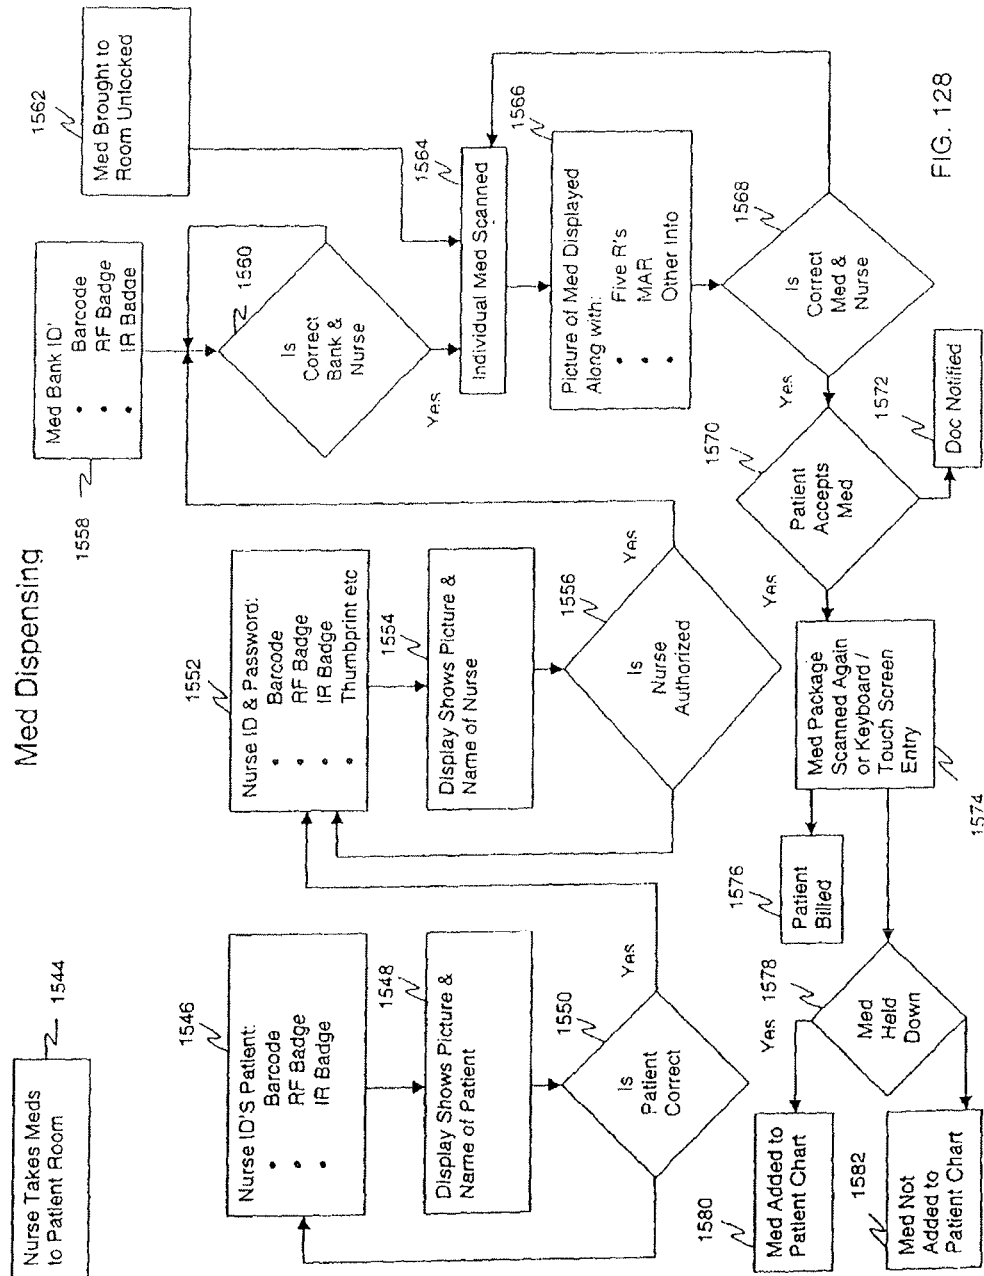 Med Dispensing
Nurse Takes Meds
to Patient Room
1544
1546
Nurse ID'S Patient:
• Barcode
• RF Badge
• IR Badge
1548
Display Shows Picture &
Name of Patient
1550
Is
Patient
Correct
Yes
1552
Nurse ID & Password:
• Barcode
• RF Badge
• IR Badge
• Thumbprint etc
1554
Display Shows Picture &
Name of Nurse
1556
Is
Nurse
Authorized
Yes
1558
Med Bank ID'
• Barcode
• RF Badge
• IR Badge
1560
Is
Correct
Bank &
Nurse
Yes
1562
Med Brought to
Room Unlocked
1564
Individual Med Scanned
1566
Picture of Med Displayed
Along with:
• Five R's
• MAR
• Other Into
1568
Is
Correct
Med &
Nurse
Yes
1570
Patient
Accepts
Med
1572
Doc Notified
Yes
Med Package
Scanned Again
or Keyboard /
Touch Screen
Entry
1574
1576
Patient
Billed
1578
Med
Held
Down
Yes
1580
Med Added to
Patient Chart
1582
Med Not
Added to
Patient Chart
FIG. 128